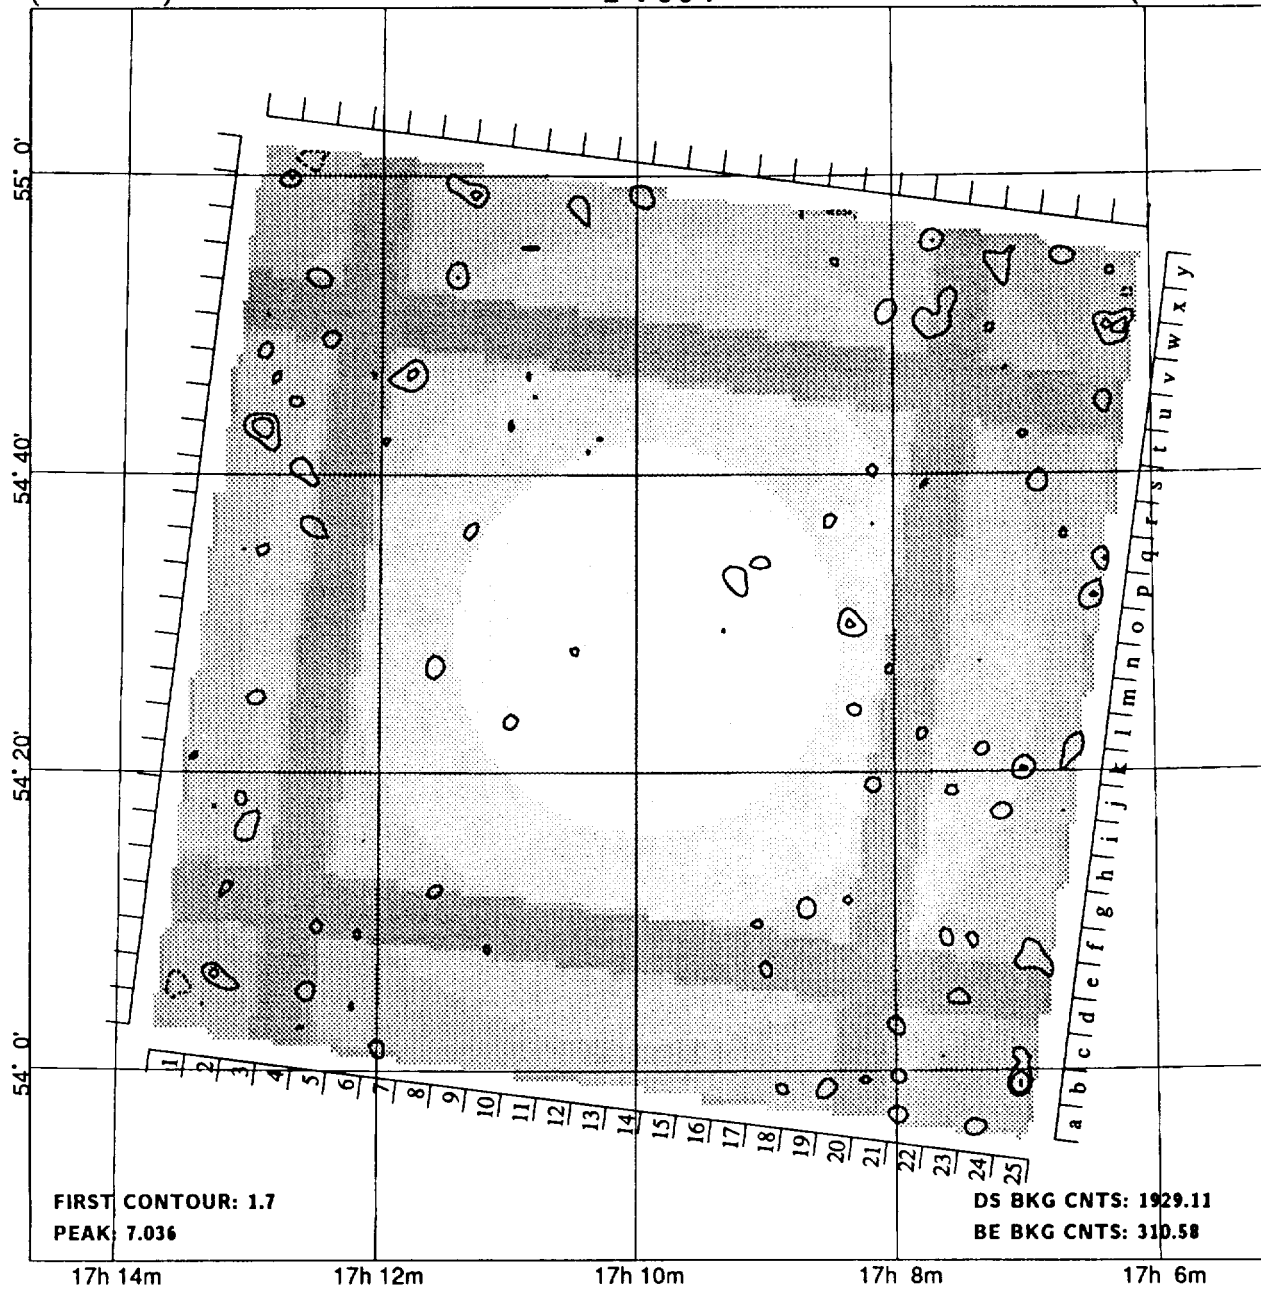 55° 0'
54° 40'
54° 20'
54° 0'
y
x
w
v
u
t
s
r
q
p
o
n
m
l
k
j
i
h
g
f
e
d
c
b
a
1 2 3 4 5 6 7 8 9 10 11 12 13 14 15 16 17 18 19 20 21 22 23 24 25
FIRST CONTOUR: 1.7
PEAK: 7.036
DS BKG CNTS: 1929.11
BE BKG CNTS: 310.58
17h 14m 17h 12m 17h 10m 17h 8m 17h 6m